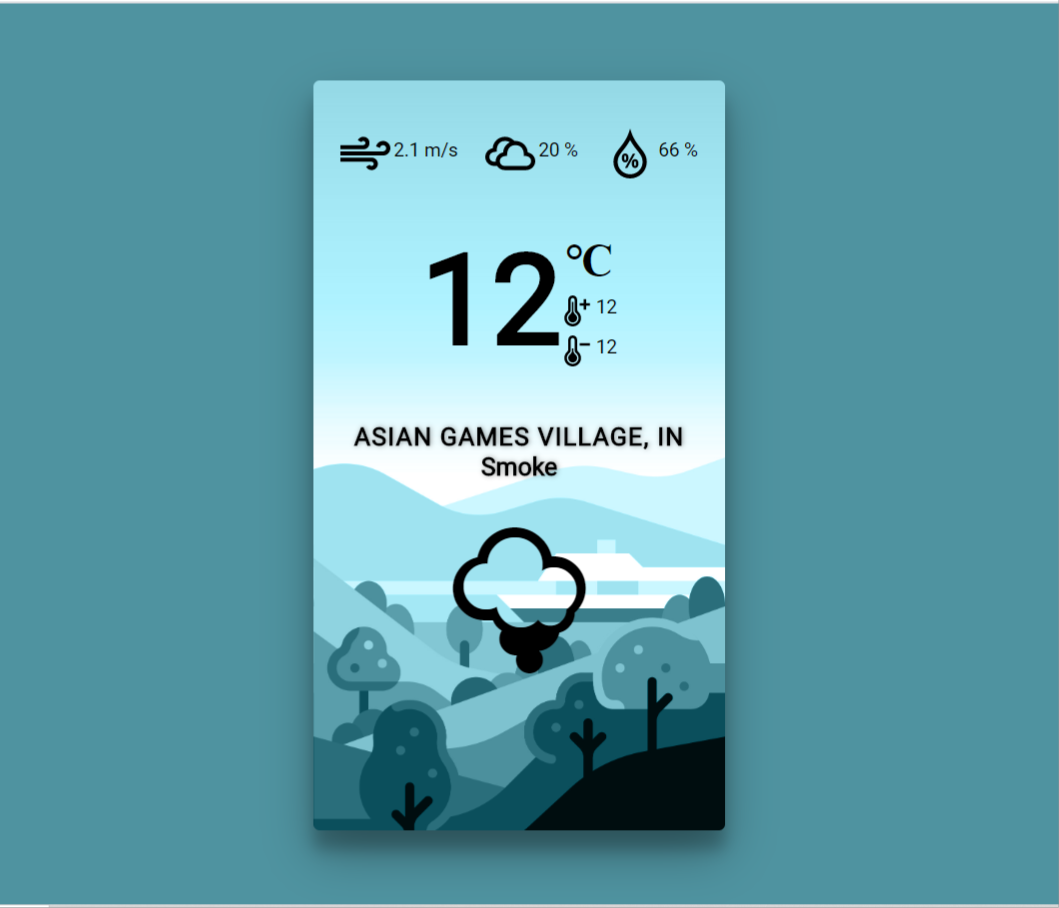 2.1 m/s 20 % % 66 %
12 °C
+ 12
− 12
ASIAN GAMES VILLAGE, IN
Smoke